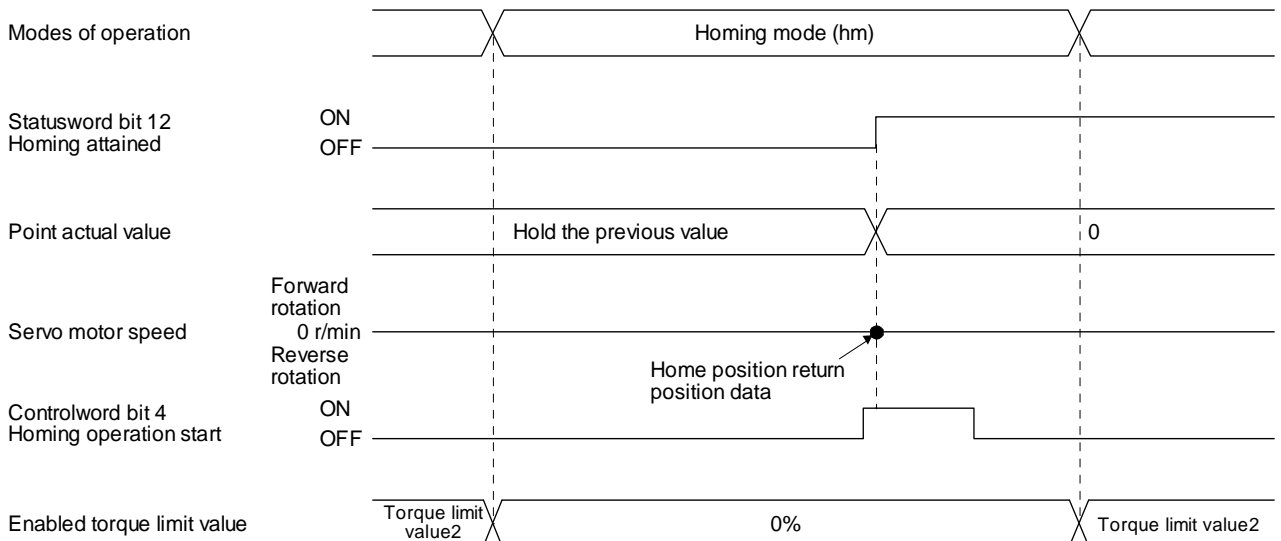 Modes of operation
Homing mode (hm)
Statusword bit 12
Homing attained
ON
OFF
Point actual value
Hold the previous value
0
Servo motor speed
Forward
rotation
0 r/min
Reverse
rotation
Home position return
position data
Controlword bit 4
Homing operation start
ON
OFF
Enabled torque limit value
Torque limit
value2
0%
Torque limit value2